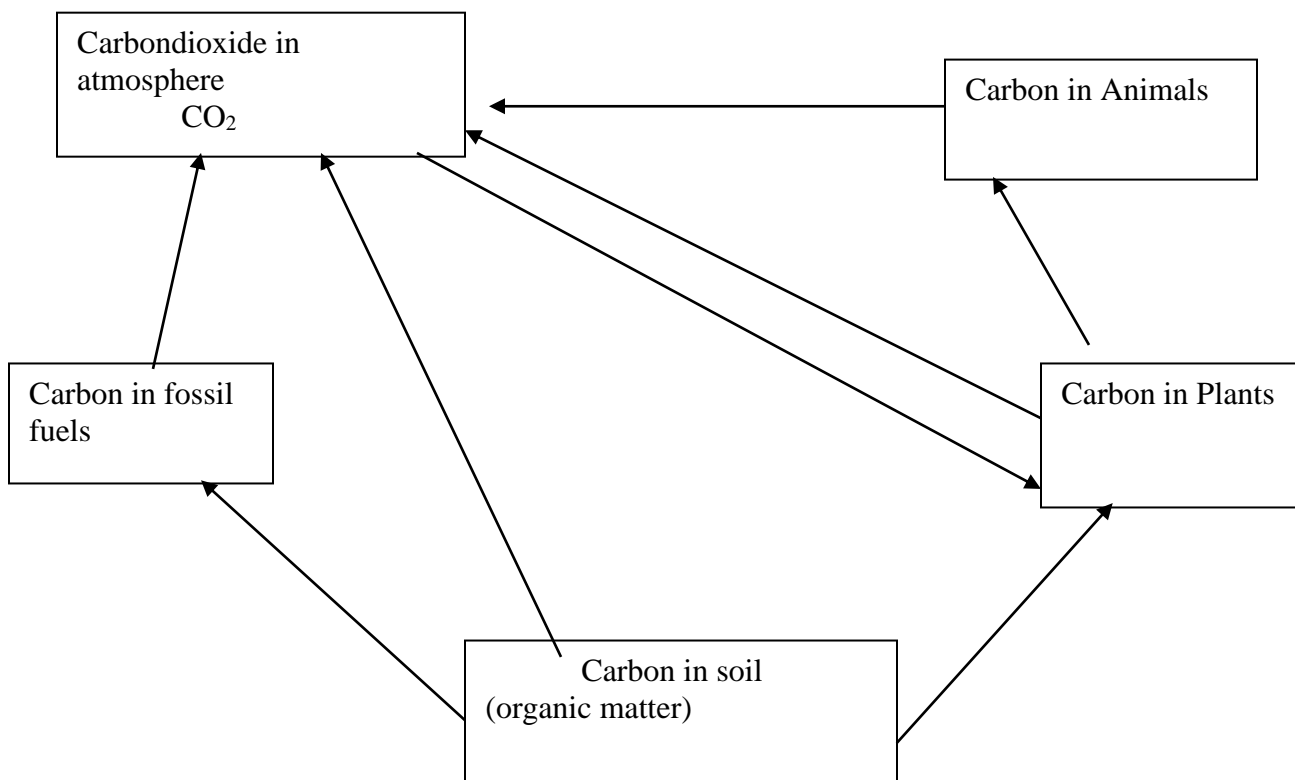 Carbondioxide in
atmosphere
CO₂
Carbon in Animals
Carbon in fossil
fuels
Carbon in Plants
Carbon in soil
(organic matter)